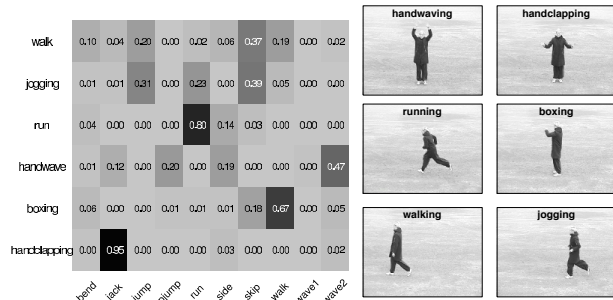 walk 0.10 0.04 0.20 0.00 0.02 0.06 0.37 0.19 0.00 0.02
jogging 0.01 0.01 0.31 0.00 0.23 0.00 0.39 0.05 0.00 0.00
run 0.04 0.00 0.00 0.00 0.80 0.14 0.03 0.00 0.00 0.00
handwave 0.01 0.12 0.00 0.20 0.00 0.19 0.00 0.00 0.00 0.47
boxing 0.06 0.00 0.00 0.01 0.01 0.01 0.18 0.67 0.00 0.05
handclapping 0.00 0.95 0.00 0.00 0.00 0.03 0.00 0.00 0.00 0.02
bend jack jump pjump run side skip walk wave1 wave2
handwaving
handclapping
running
boxing
walking
jogging